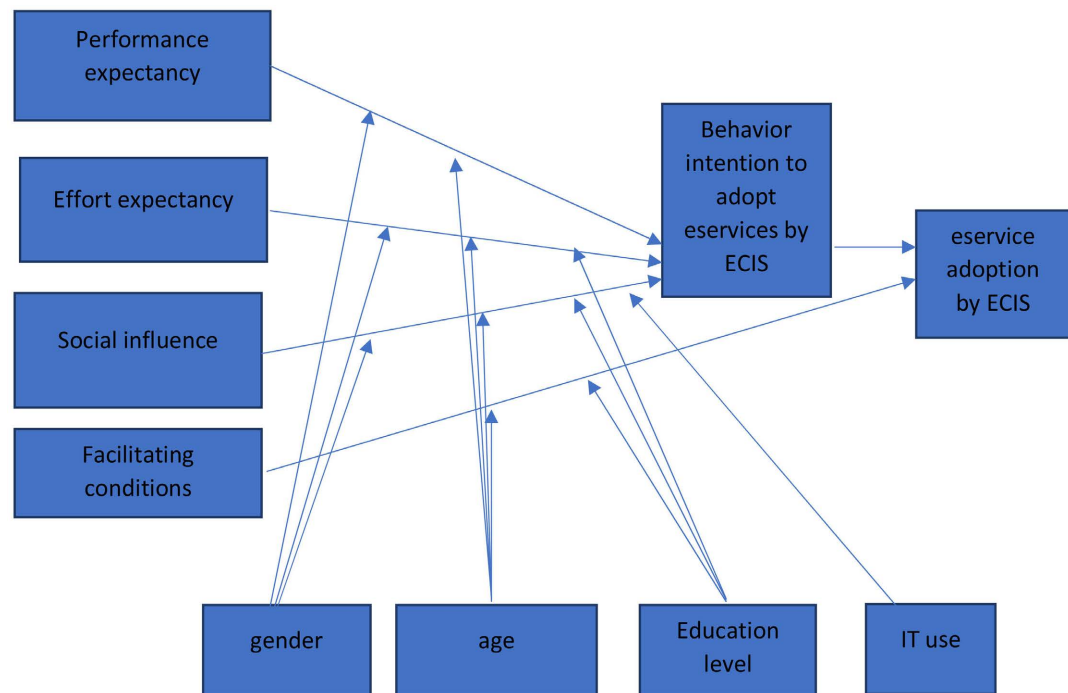 Performance
expectancy
Effort expectancy
Social influence
Facilitating
conditions
Behavior
intention to
adopt
eservices by
ECIS
eservice
adoption
by ECIS
gender
age
Education
level
IT use